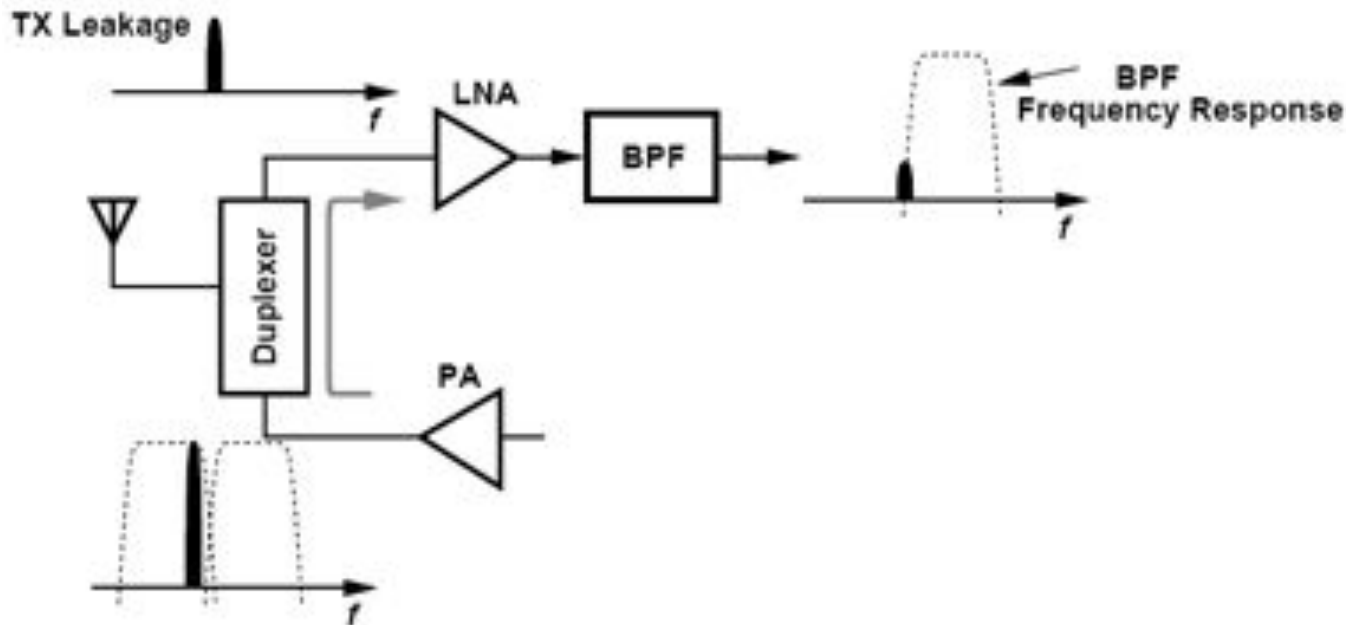 TX Leakage
f
LNA
BPF
BPF
Frequency Response
f
Duplexer
PA
f